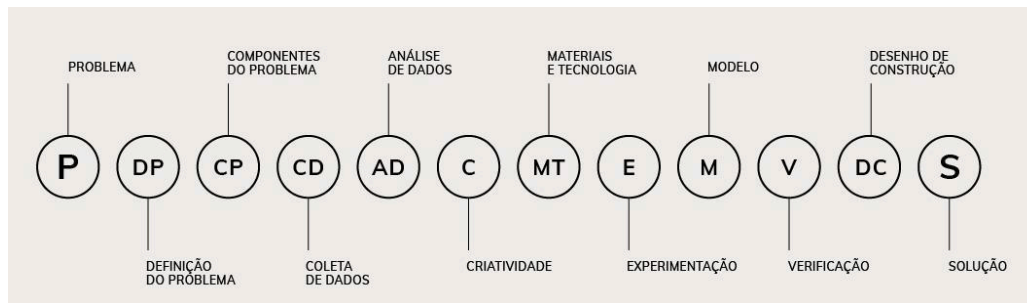 PROBLEMA
COMPONENTES
DO PROBLEMA
ANÁLISE
DE DADOS
MATERIAIS
E TECNOLOGIA
MODELO
DESENHO DE
CONSTRUÇÃO
P DP CP CD AD C MT E M V DC S
DEFINIÇÃO
DO PROBLEMA
COLETA
DE DADOS
CRIATIVIDADE
EXPERIMENTAÇÃO
VERIFICAÇÃO
SOLUÇÃO